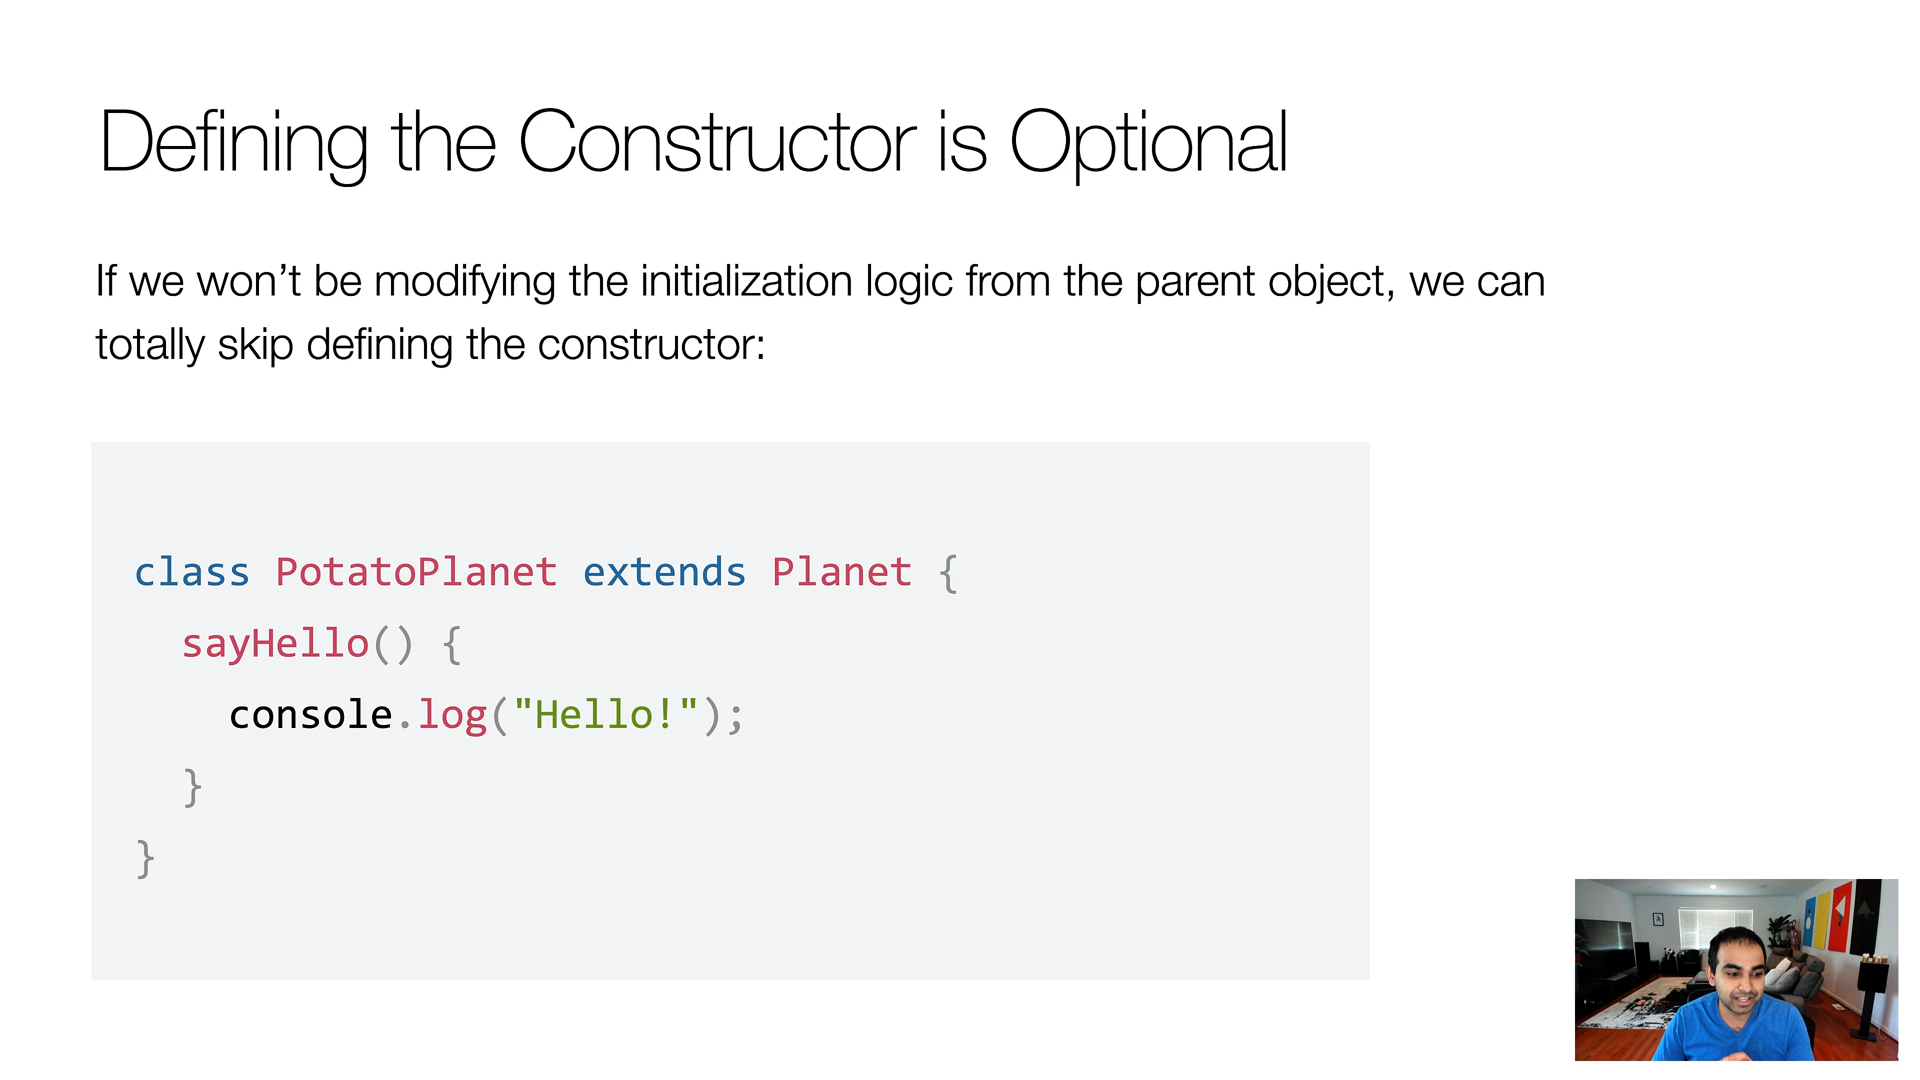 Defining the Constructor is Optional
If we won’t be modifying the initialization logic from the parent object, we can
totally skip defining the constructor:
class PotatoPlanet extends Planet {
  sayHello() {
    console.log("Hello!");
  }
}